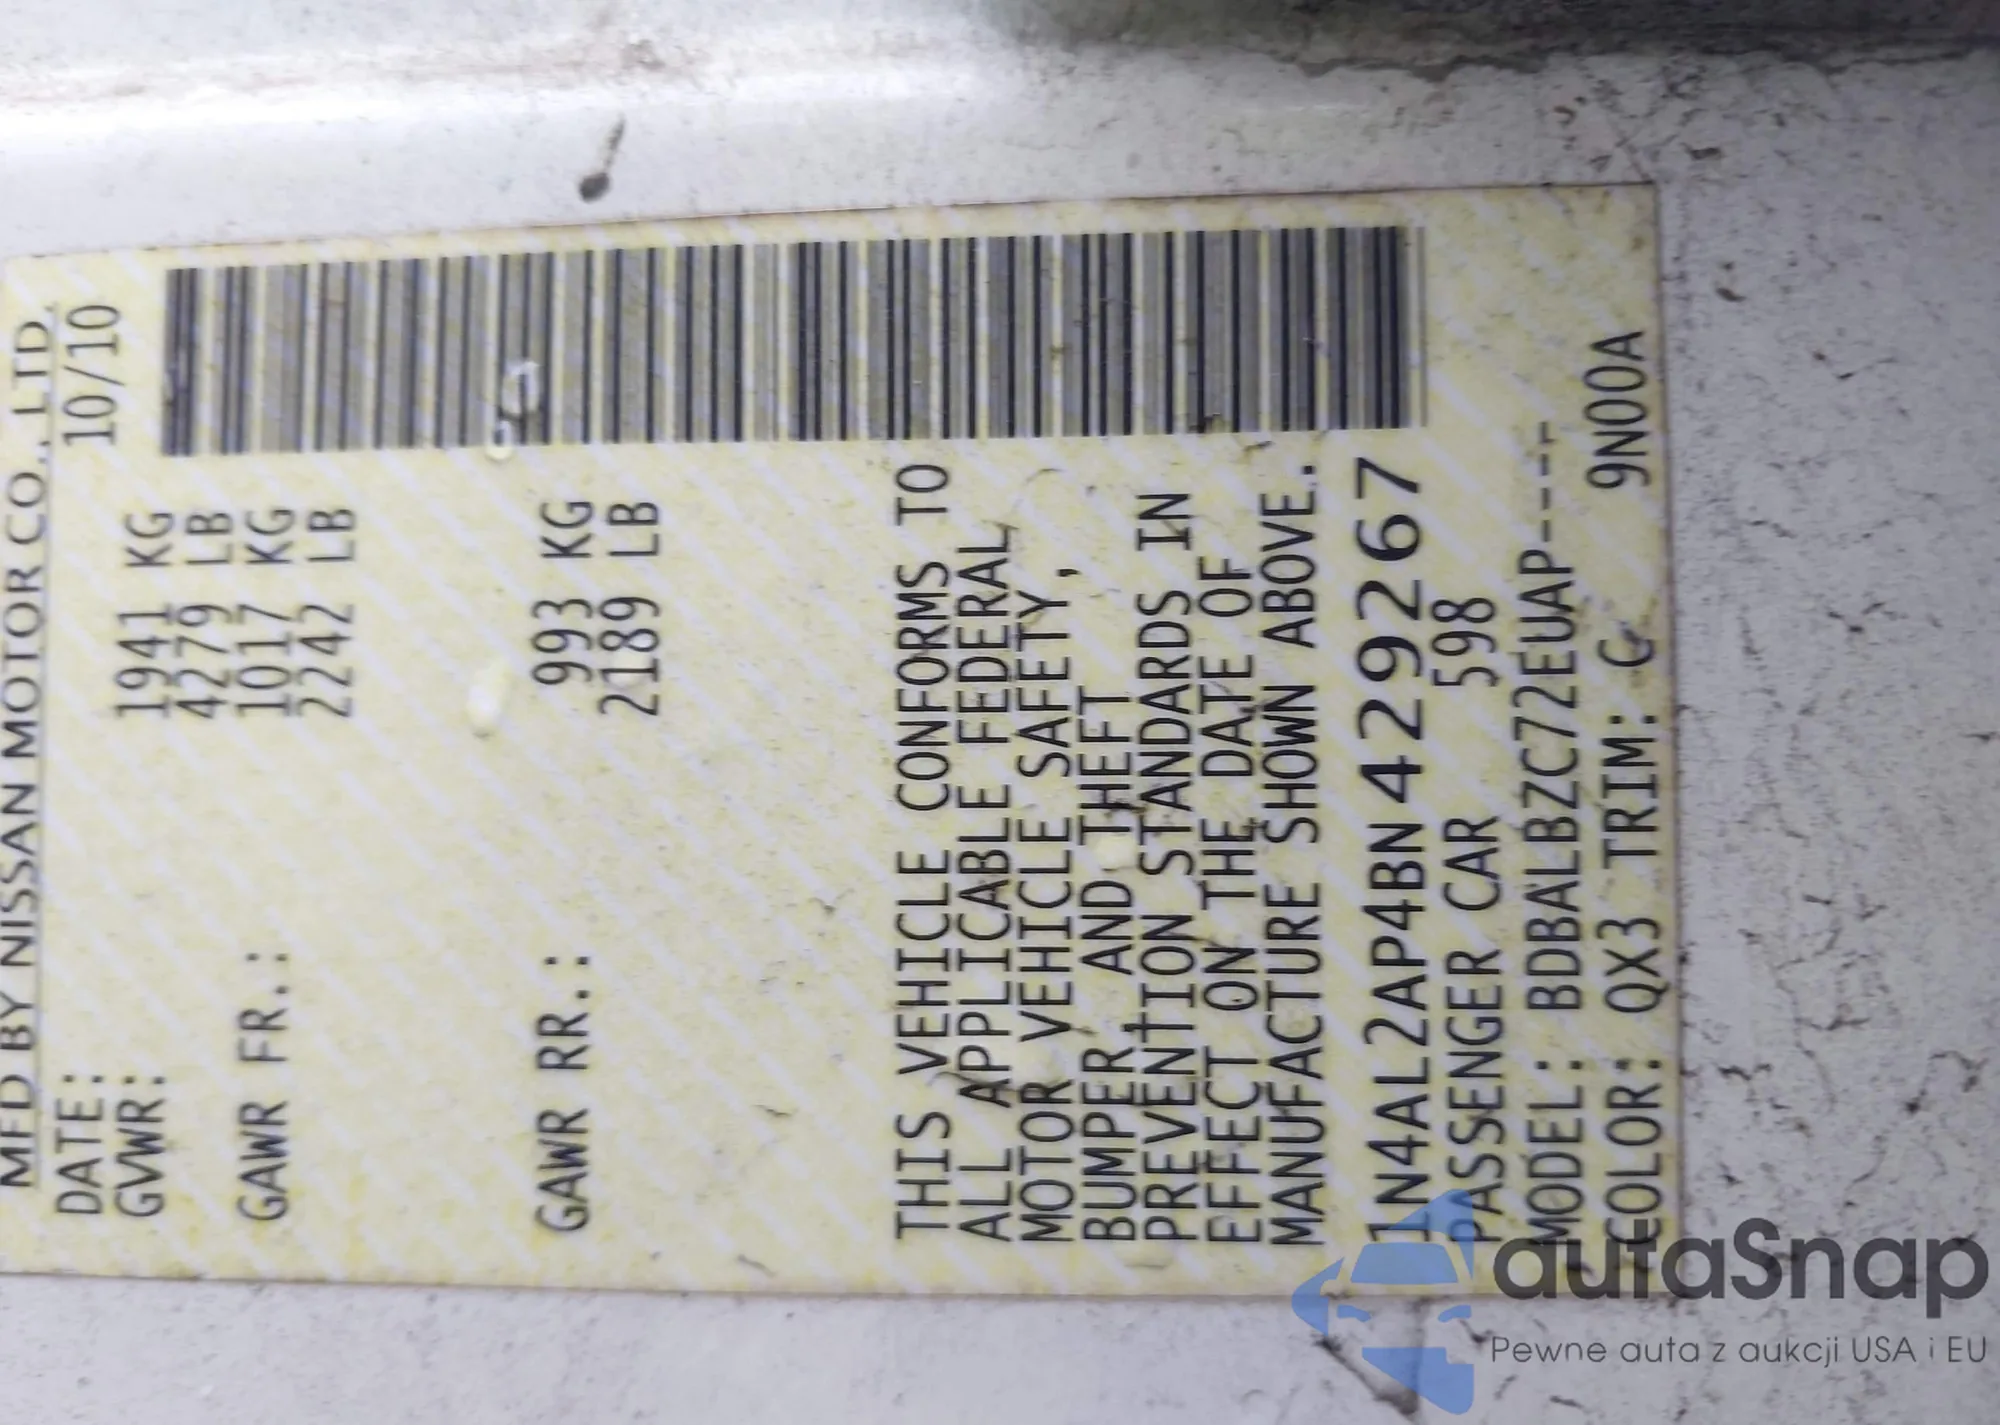 MFD BY NISSAN MOTOR CO., LTD.
DATE: 10/10
GVWR: 1941 KG
4279 LB
GAWR FR.: 1017 KG
2242 LB
GAWR RR.: 993 KG
2189 LB
THIS VEHICLE CONFORMS TO
ALL APPLICABLE FEDERAL
MOTOR VEHICLE SAFETY,
BUMPER, AND THEFT
PREVENTION STANDARDS IN
EFFECT ON THE DATE OF
MANUFACTURE SHOWN ABOVE.
1N4AL2AP4BN429267
PASSENGER CAR 598
MODEL: BDBALBZC72EUAP----
COLOR: QX3 TRIM: G 9N00A
autaSnap
Pewne auta z aukcji USA i EU